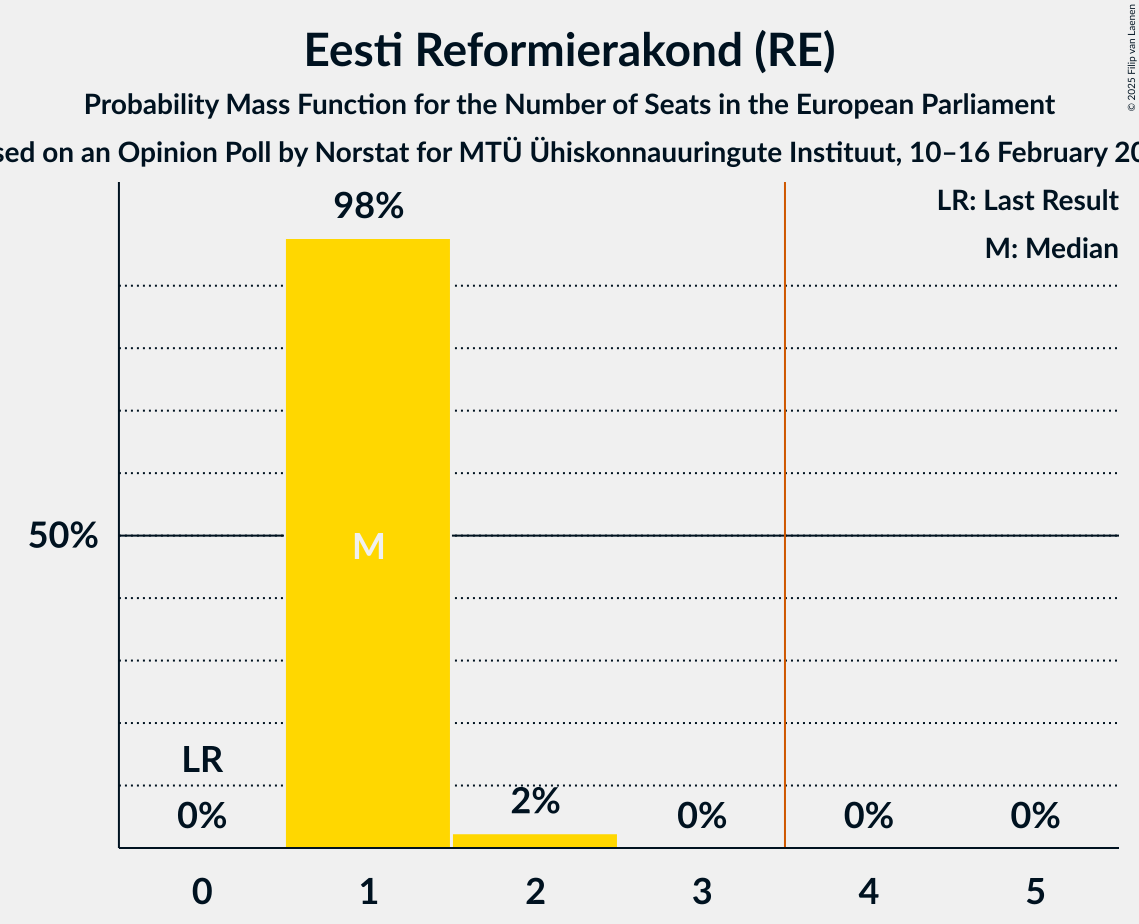 Eesti Reformierakond (RE)
Probability Mass Function for the Number of Seats in the European Parliament
on an Opinion Poll by Norstat for MTÜ Ühiskonnauuringute Instituut, 10–16 February
© 2025 Filip van Laenen
LR: Last Result
M: Median
98%
50%
M
LR
0%
2%
0%
0%
0%
0 1 2 3 4 5